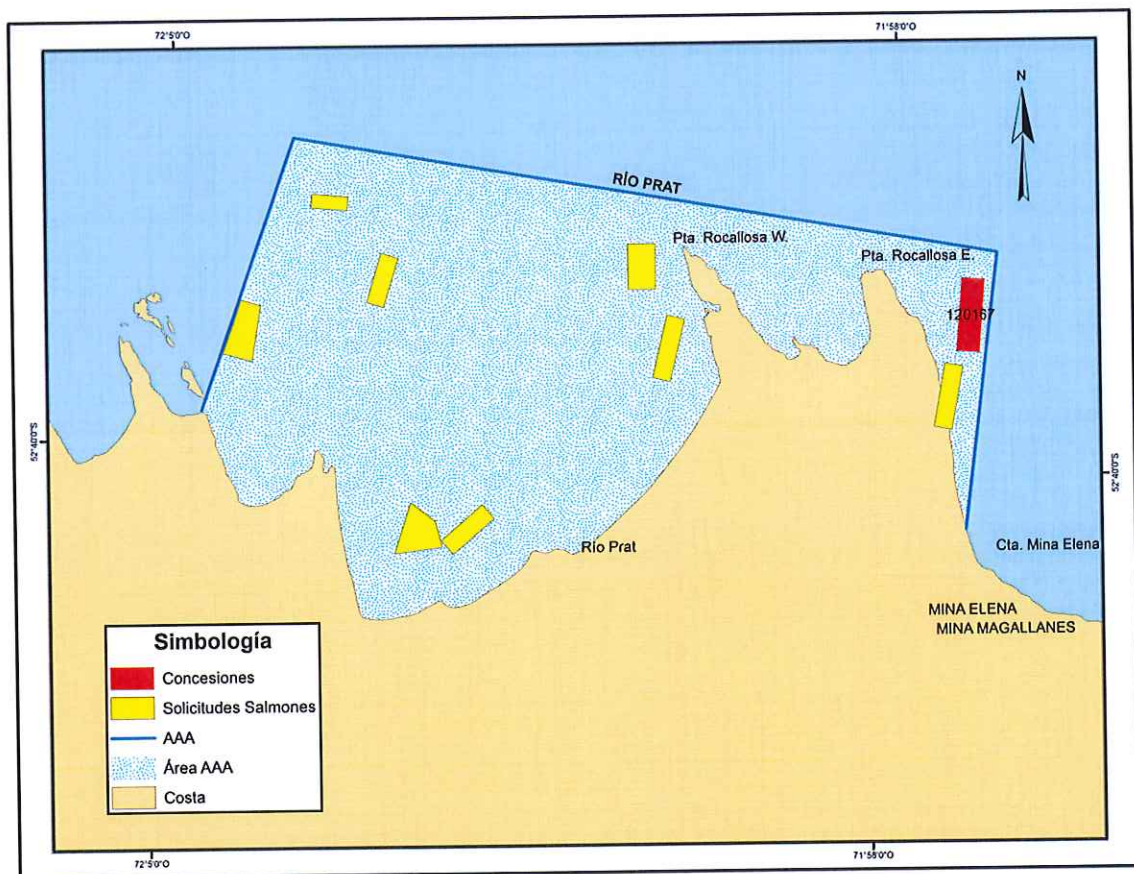 72°5'0"O
71°58'0"O
N
RÍO PRAT
Pta. Rocallosa W.
Pta. Rocallosa E.
120167
52°40'0"S
52°40'0"S
Río Prat
Cta. Mina Elena
MINA ELENA
MINA MAGALLANES
Simbología
Concesiones
Solicitudes Salmones
AAA
Área AAA
Costa
72°5'0"O
71°58'0"O